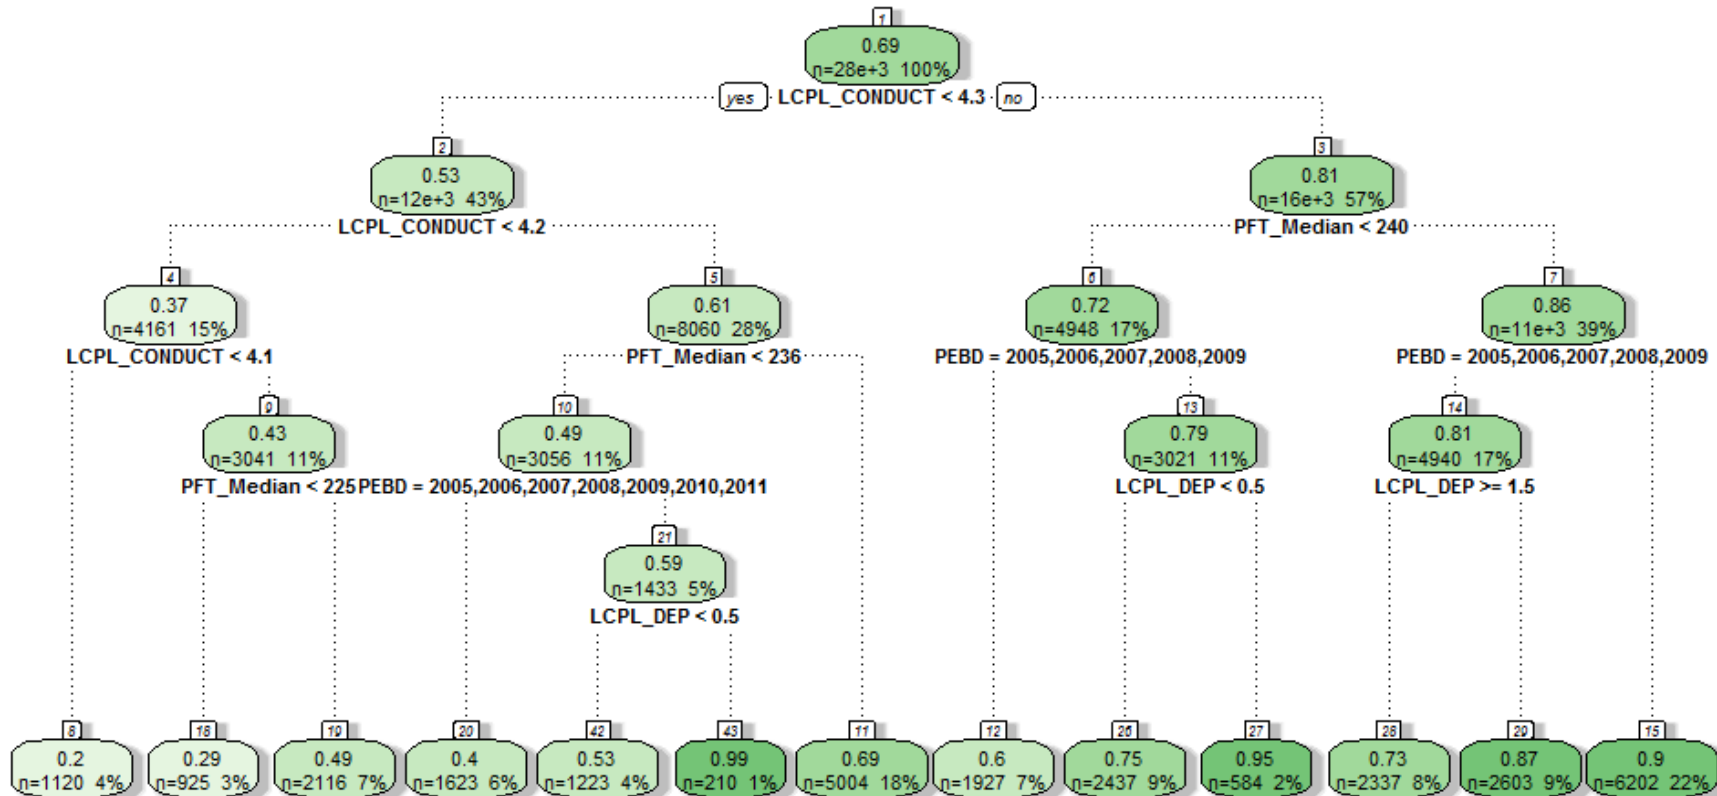 1
0.69
n=28e+3 100%
yes LCPL_CONDUCT < 4.3 no
2
0.53
n=12e+3 43%
LCPL_CONDUCT < 4.2
3
0.81
n=16e+3 57%
PFT_Median < 240
4
0.37
n=4161 15%
LCPL_CONDUCT < 4.1
5
0.61
n=8060 28%
PFT_Median < 236
6
0.72
n=4948 17%
PEBD = 2005,2006,2007,2008,2009
7
0.86
n=11e+3 39%
PEBD = 2005,2006,2007,2008,2009
9
0.43
n=3041 11%
PFT_Median < 225
10
0.49
n=3056 11%
PEBD = 2005,2006,2007,2008,2009,2010,2011
13
0.79
n=3021 11%
LCPL_DEP < 0.5
14
0.81
n=4940 17%
LCPL_DEP >= 1.5
21
0.59
n=1433 5%
LCPL_DEP < 0.5
8
0.2
n=1120 4%
18
0.29
n=925 3%
19
0.49
n=2116 7%
20
0.4
n=1623 6%
42
0.53
n=1223 4%
43
0.99
n=210 1%
11
0.69
n=5004 18%
12
0.6
n=1927 7%
26
0.75
n=2437 9%
27
0.95
n=584 2%
28
0.73
n=2337 8%
29
0.87
n=2603 9%
15
0.9
n=6202 22%